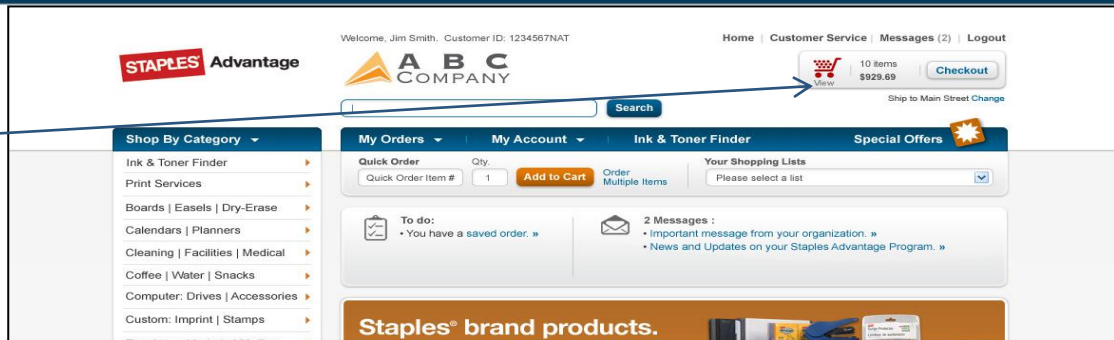 Welcome, Jim Smith. Customer ID: 1234567NAT
Home | Customer Service | Messages (2) | Logout
STAPLES Advantage
A B C
COMPANY
View
10 items
$929.69
Checkout
Ship to Main Street Change
Search
Shop By Category
My Orders
My Account
Ink & Toner Finder
Special Offers
Ink & Toner Finder
Print Services
Boards | Easels | Dry-Erase
Calendars | Planners
Cleaning | Facilities | Medical
Coffee | Water | Snacks
Computer: Drives | Accessories
Custom: Imprint | Stamps
Quick Order
Quick Order Item #
Qty.
1
Add to Cart
Order
Multiple Items
Your Shopping Lists
Please select a list
To do:
• You have a saved order. »
2 Messages :
• Important message from your organization. »
• News and Updates on your Staples Advantage Program. »
Staples® brand products.